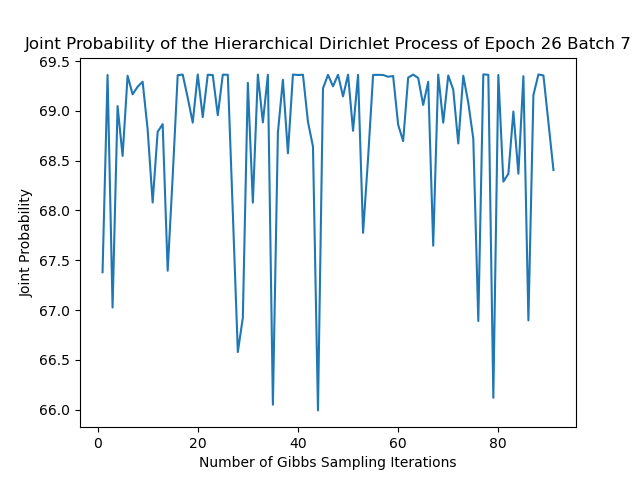 Joint Probability of the Hierarchical Dirichlet Process of Epoch 26 Batch 7
69.5
69.0
68.5
68.0
67.5
67.0
66.5
66.0
Joint Probability
0 20 40 60 80
Number of Gibbs Sampling Iterations